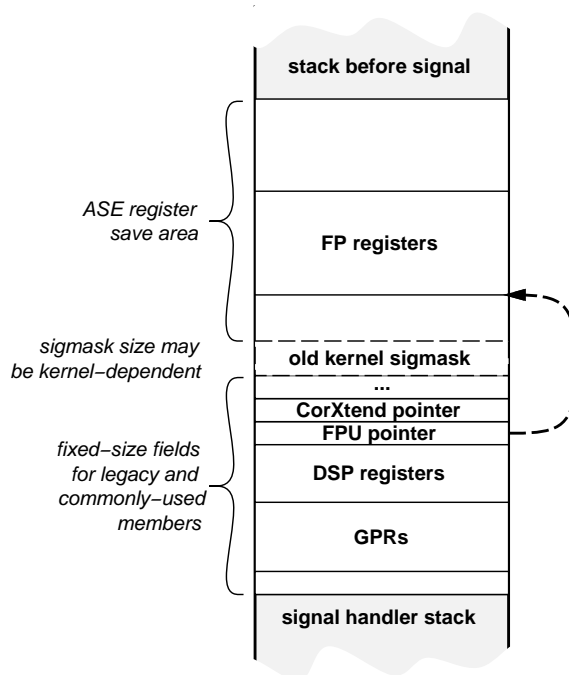 stack before signal
ASE register
save area
FP registers
sigmask size may
be kernel−dependent
old kernel sigmask
...
CorXtend pointer
FPU pointer
fixed−size fields
for legacy and
commonly−used
members
DSP registers
GPRs
signal handler stack